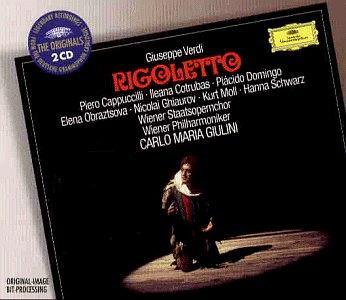 THE ORIGINALS
2 CD
Giuseppe Verdi
RIGOLETTO
Piero Cappuccilli · Ileana Cotrubas · Plácido Domingo
Elena Obraztsova · Nicolai Ghiaurov · Kurt Moll · Hanna Schwarz
Wiener Staatsopernchor
Wiener Philharmoniker
CARLO MARIA GIULINI
ORIGINAL-IMAGE
BIT-PROCESSING